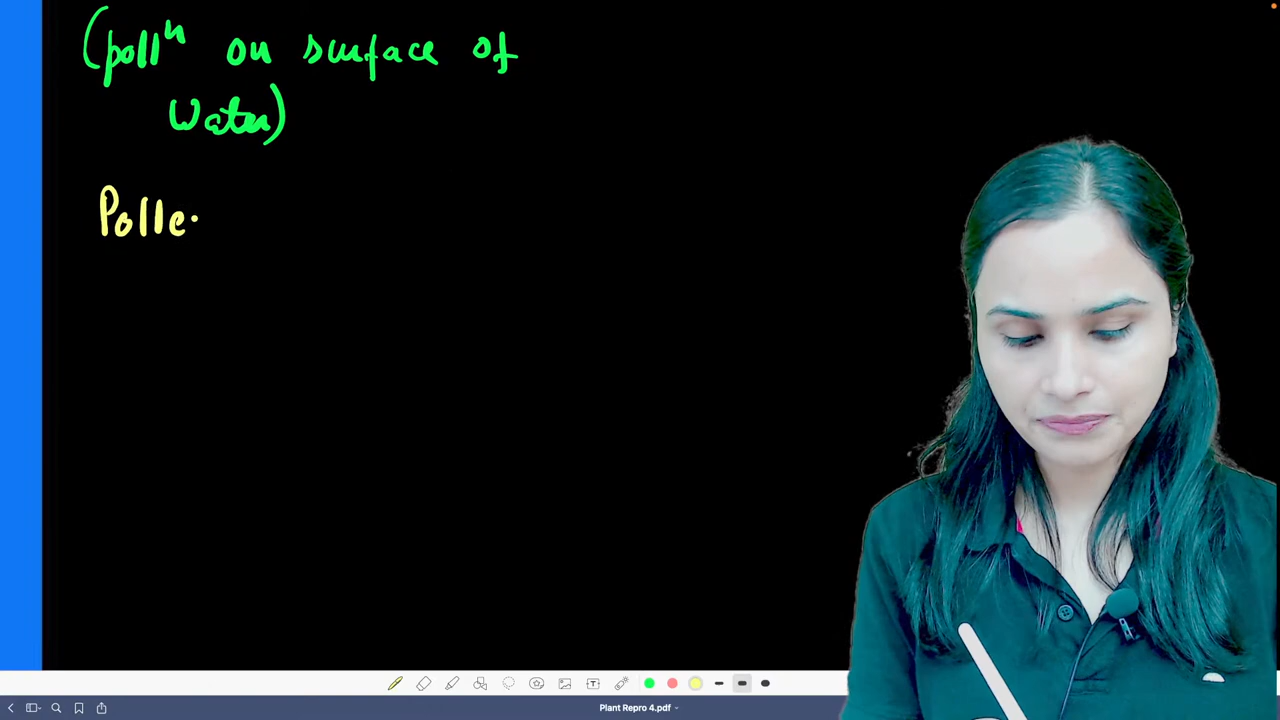 (pollⁿ on surface of
Water)
Polle
Plant Repro 4.pdf